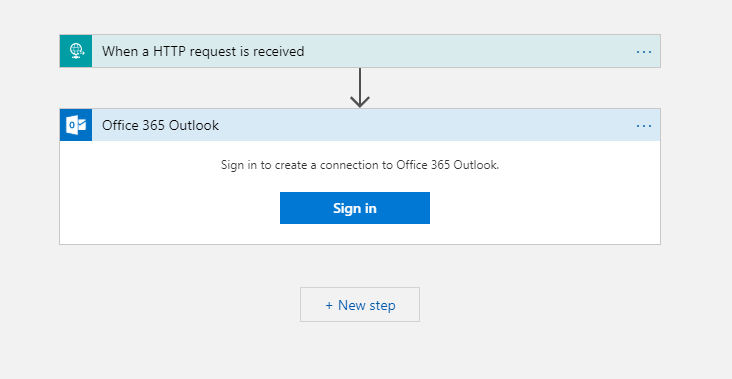 When a HTTP request is received
...
Office 365 Outlook
...
Sign in to create a connection to Office 365 Outlook.
Sign in
+ New step